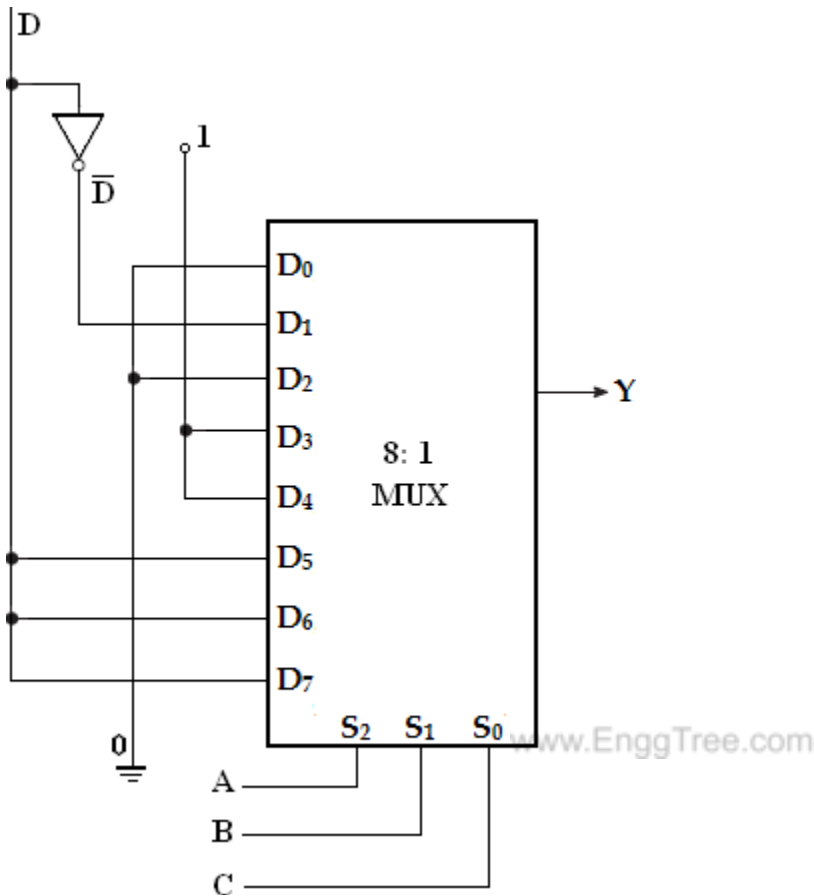 D
1
D̅
D₀
D₁
D₂
D₃
D₄
D₅
D₆
D₇
8: 1
MUX
Y
S₂ S₁ S₀
0
www.EnggTree.com
A
B
C